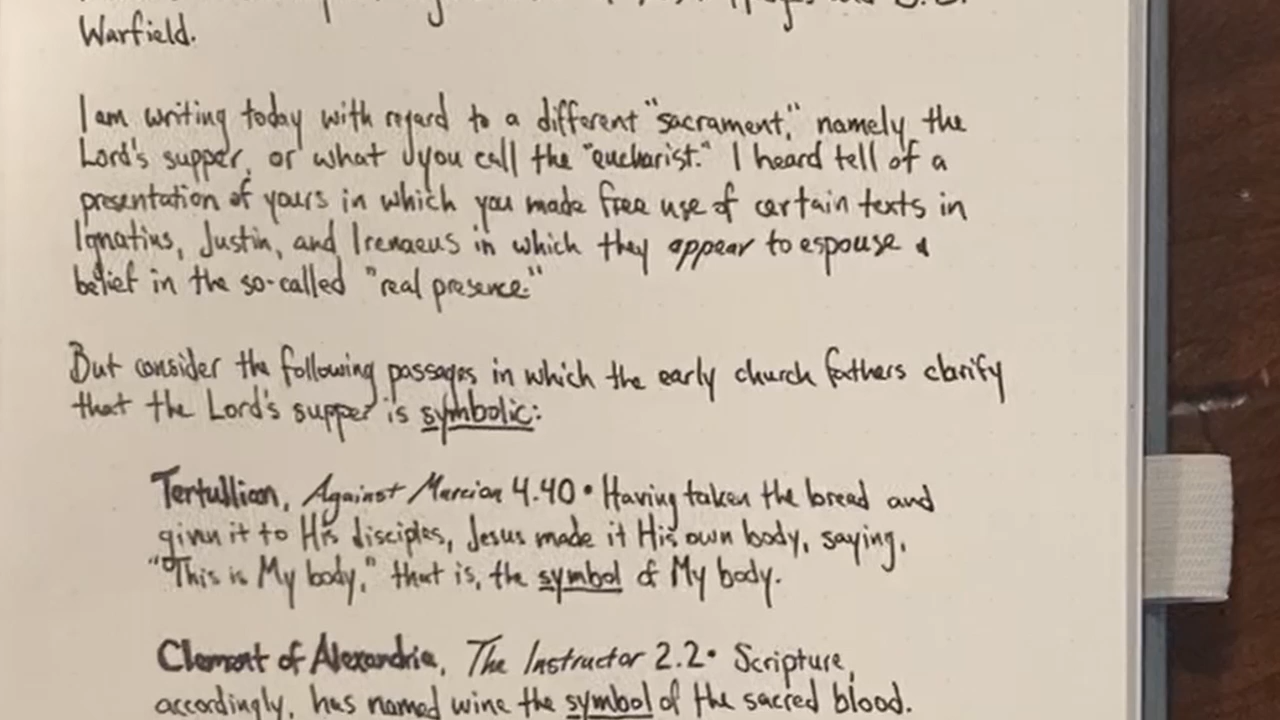 Warfield.
I am writing today with regard to a different "sacrament," namely the
Lord's supper, or what you call the "eucharist." I heard tell of a
presentation of yours in which you made free use of certain texts in
Ignatius, Justin, and Irenaeus in which they appear to espouse a
belief in the so-called "real presence."
But consider the following passages in which the early church fathers clarify
that the Lord's supper is symbolic:
Tertullian, Against Marcion 4.40 • Having taken the bread and
given it to His disciples, Jesus made it His own body, saying,
"This is My body," that is, the symbol of My body.
Clement of Alexandria, The Instructor 2.2 • Scripture,
accordingly, has named wine the symbol of the sacred blood.